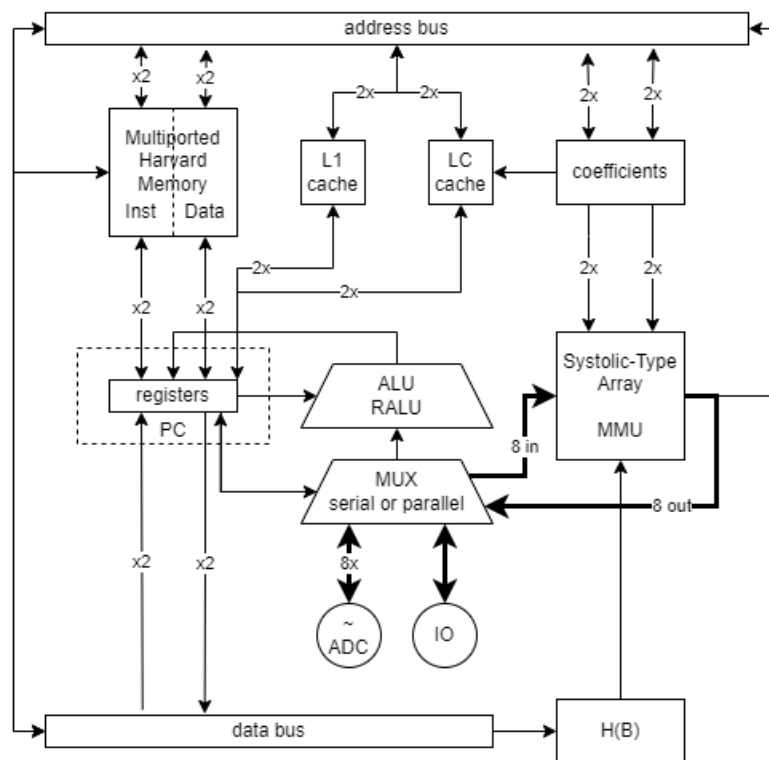 address bus
x2
x2
2x
2x
2x
2x
Multiported
Harvard
Memory
Inst
Data
L1
cache
LC
cache
coefficients
2x
2x
2x
2x
x2
x2
Systolic-Type
Array
MMU
registers
PC
ALU
RALU
8 in
MUX
serial or parallel
8 out
x2
x2
8x
~
ADC
IO
data bus
H(B)